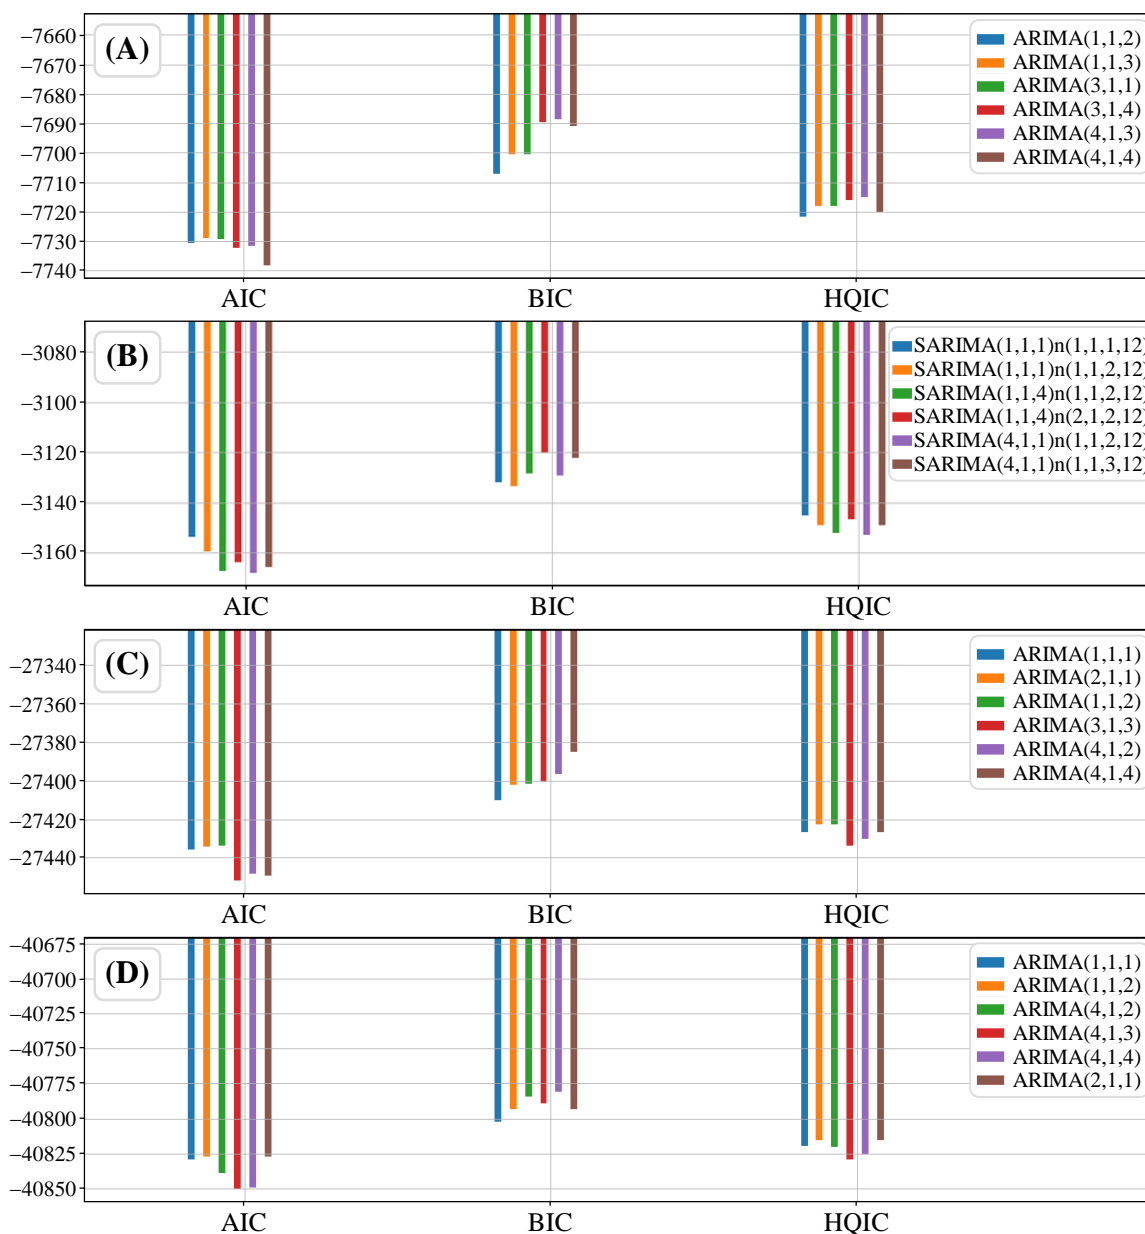 (A)
−7660
−7670
−7680
−7690
−7700
−7710
−7720
−7730
−7740
ARIMA(1,1,2)
ARIMA(1,1,3)
ARIMA(3,1,1)
ARIMA(3,1,4)
ARIMA(4,1,3)
ARIMA(4,1,4)
AIC BIC HQIC
(B)
−3080
−3100
−3120
−3140
−3160
SARIMA(1,1,1)n(1,1,1,12)
SARIMA(1,1,1)n(1,1,2,12)
SARIMA(1,1,4)n(1,1,2,12)
SARIMA(1,1,4)n(2,1,2,12)
SARIMA(4,1,1)n(1,1,2,12)
SARIMA(4,1,1)n(1,1,3,12)
AIC BIC HQIC
(C)
−27340
−27360
−27380
−27400
−27420
−27440
ARIMA(1,1,1)
ARIMA(2,1,1)
ARIMA(1,1,2)
ARIMA(3,1,3)
ARIMA(4,1,2)
ARIMA(4,1,4)
AIC BIC HQIC
(D)
−40675
−40700
−40725
−40750
−40775
−40800
−40825
−40850
ARIMA(1,1,1)
ARIMA(1,1,2)
ARIMA(4,1,2)
ARIMA(4,1,3)
ARIMA(4,1,4)
ARIMA(2,1,1)
AIC BIC HQIC